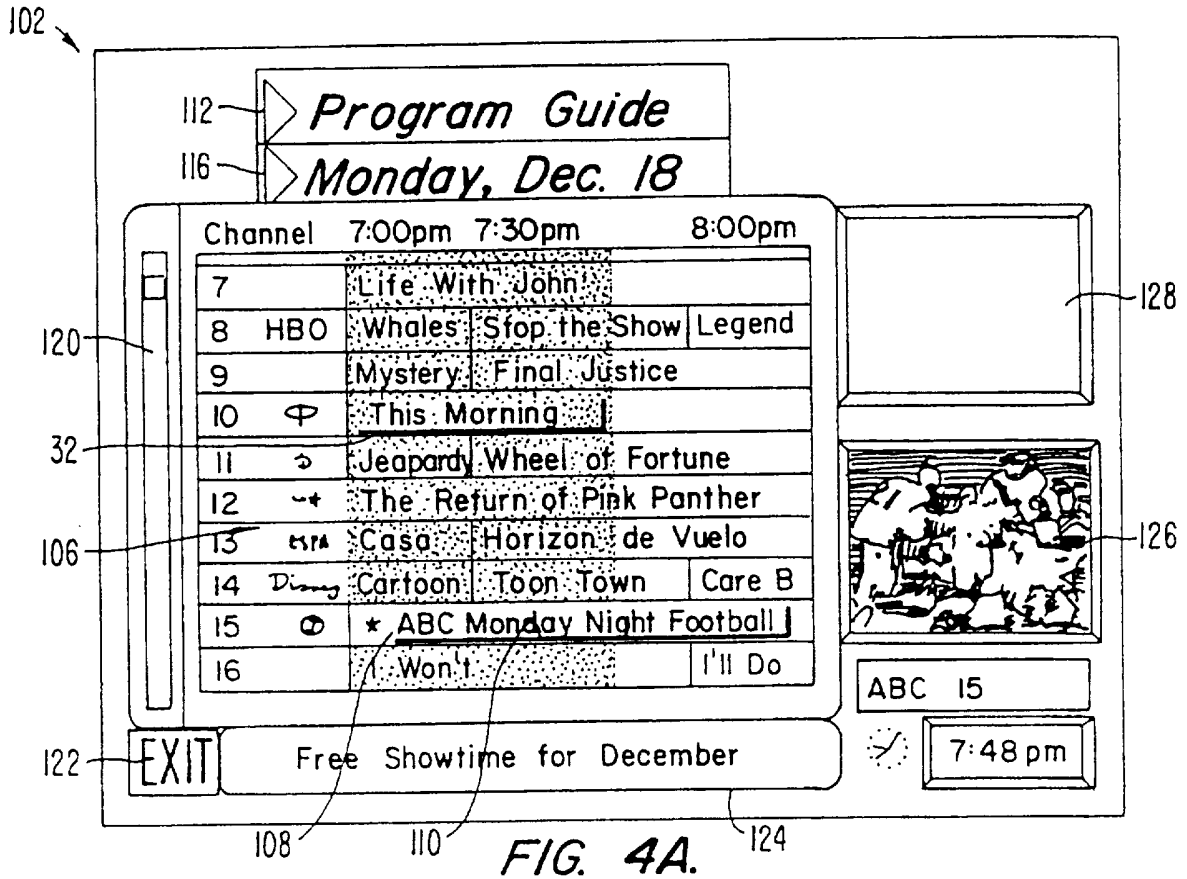 102
112
Program Guide
116
Monday, Dec. 18
Channel 7:00pm 7:30pm 8:00pm
7 Life With John
8 HBO Whales Stop the Show Legend
9 Mystery Final Justice
10 This Morning
11 Jeapardy Wheel of Fortune
12 The Return of Pink Panther
13 Casa Horizon de Vuelo
14 Disney Cartoon Toon Town Care B
15 * ABC Monday Night Football
16 I Won't I'll Do
120
32
106
128
126
ABC 15
122
EXIT
Free Showtime for December
7:48pm
108
110
124
FIG. 4A.